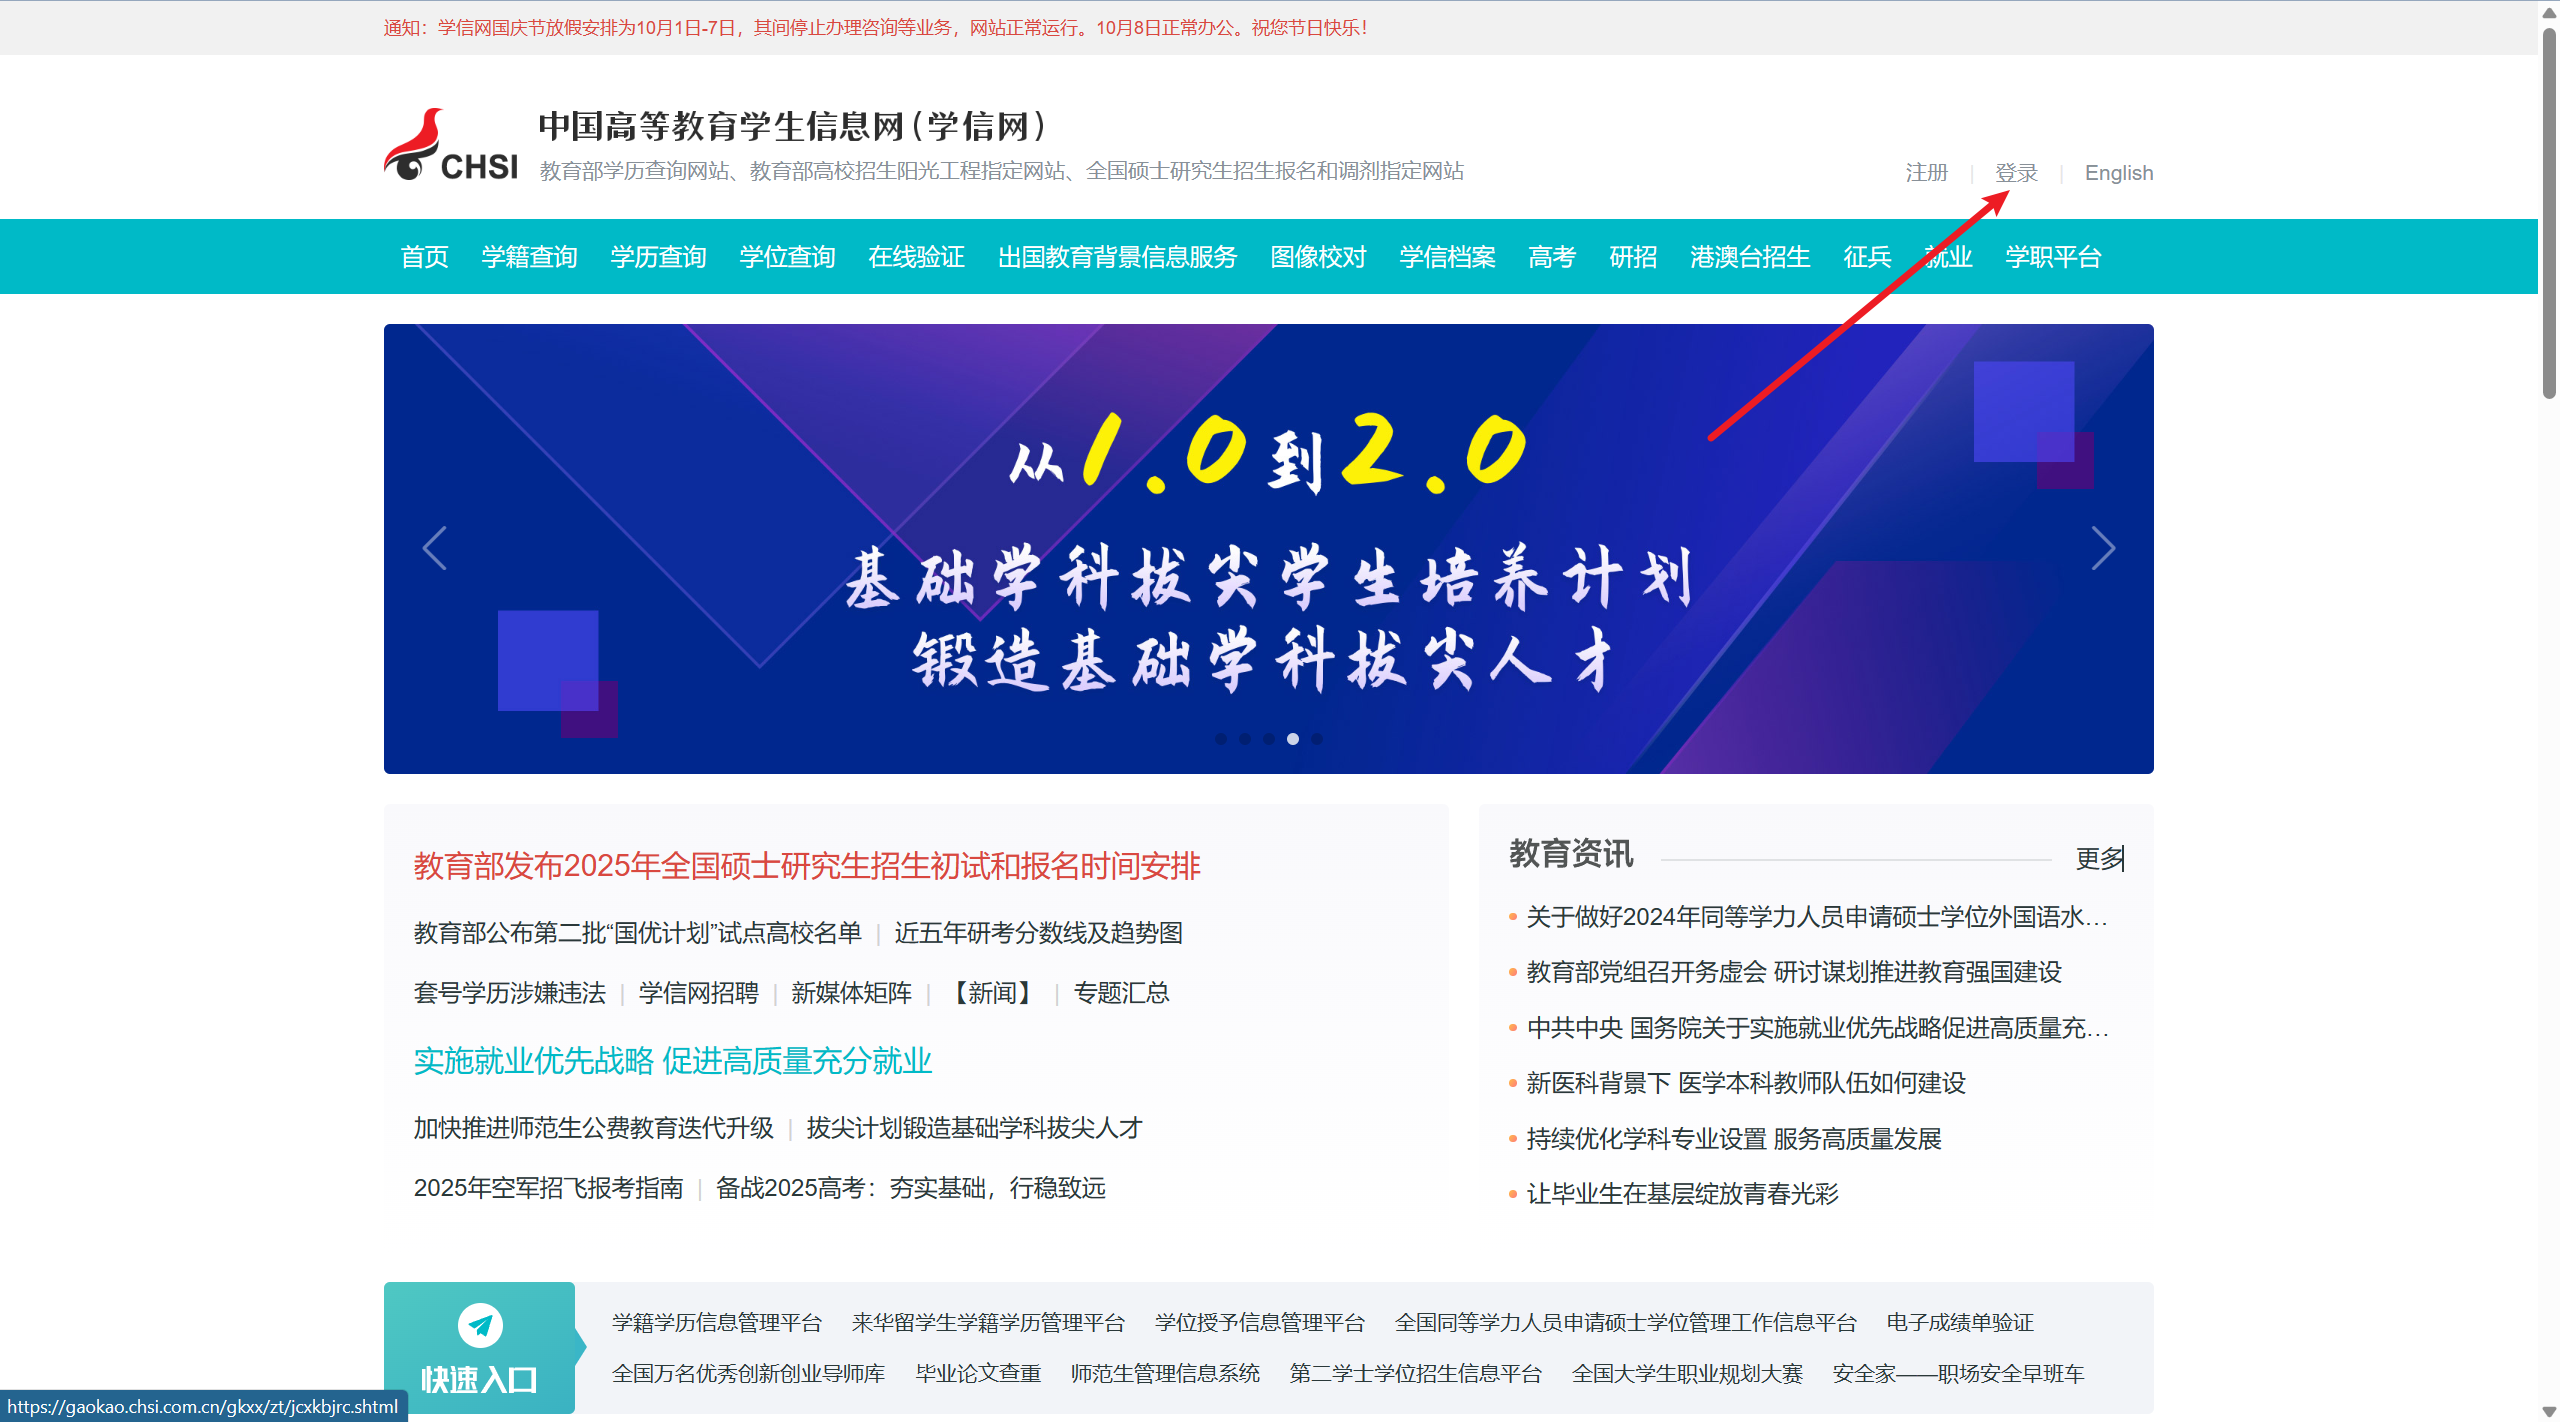 通知：学信网国庆节放假安排为10月1日-7日，其间停止办理咨询等业务，网站正常运行。10月8日正常办公。祝您节日快乐！
CHSI
中国高等教育学生信息网（学信网）
教育部学历查询网站、教育部高校招生阳光工程指定网站、全国硕士研究生招生报名和调剂指定网站
注册 | 登录 | English
首页 学籍查询 学历查询 学位查询 在线验证 出国教育背景信息服务 图像校对 学信档案 高考 研招 港澳台招生 征兵 就业 学职平台
从1.0到2.0
基础学科拔尖学生培养计划
锻造基础学科拔尖人才
教育部发布2025年全国硕士研究生招生初试和报名时间安排
教育部公布第二批“国优计划”试点高校名单 | 近五年研考分数线及趋势图
套号学历涉嫌违法 | 学信网招聘 | 新媒体矩阵 | 【新闻】 | 专题汇总
实施就业优先战略 促进高质量充分就业
加快推进师范生公费教育迭代升级 | 拔尖计划锻造基础学科拔尖人才
2025年空军招飞报考指南 | 备战2025高考：夯实基础，行稳致远
教育资讯
更多
关于做好2024年同等学力人员申请硕士学位外国语水…
教育部党组召开务虚会 研讨谋划推进教育强国建设
中共中央 国务院关于实施就业优先战略促进高质量充…
新医科背景下 医学本科教师队伍如何建设
持续优化学科专业设置 服务高质量发展
让毕业生在基层绽放青春光彩
快速入口
学籍学历信息管理平台 来华留学生学籍学历管理平台 学位授予信息管理平台 全国同等学力人员申请硕士学位管理工作信息平台 电子成绩单验证
全国万名优秀创新创业导师库 毕业论文查重 师范生管理信息系统 第二学士学位招生信息平台 全国大学生职业规划大赛 安全家——职场安全早班车
https://gaokao.chsi.com.cn/gkxx/zt/jcxkbjrc.shtml